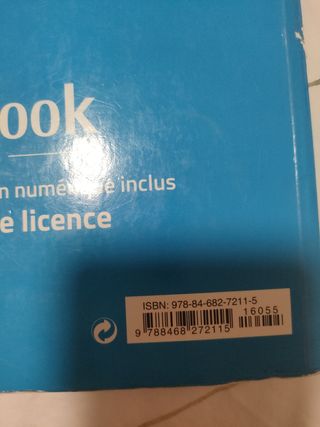 ook
n numérique inclus
e licence
ISBN: 978-84-682-7211-5
16055
9 788468 272115